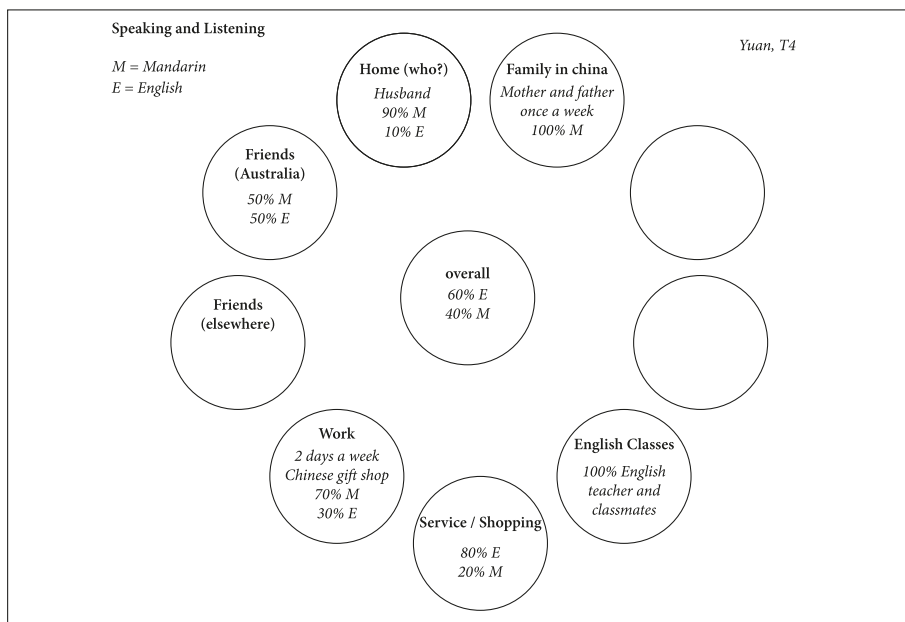 Speaking and Listening
Yuan, T4
M = Mandarin
E = English
Home (who?)
Husband
90% M
10% E
Family in china
Mother and father
once a week
100% M
Friends
(Australia)
50% M
50% E
overall
60% E
40% M
Friends
(elsewhere)
Work
2 days a week
Chinese gift shop
70% M
30% E
English Classes
100% English
teacher and
classmates
Service / Shopping
80% E
20% M